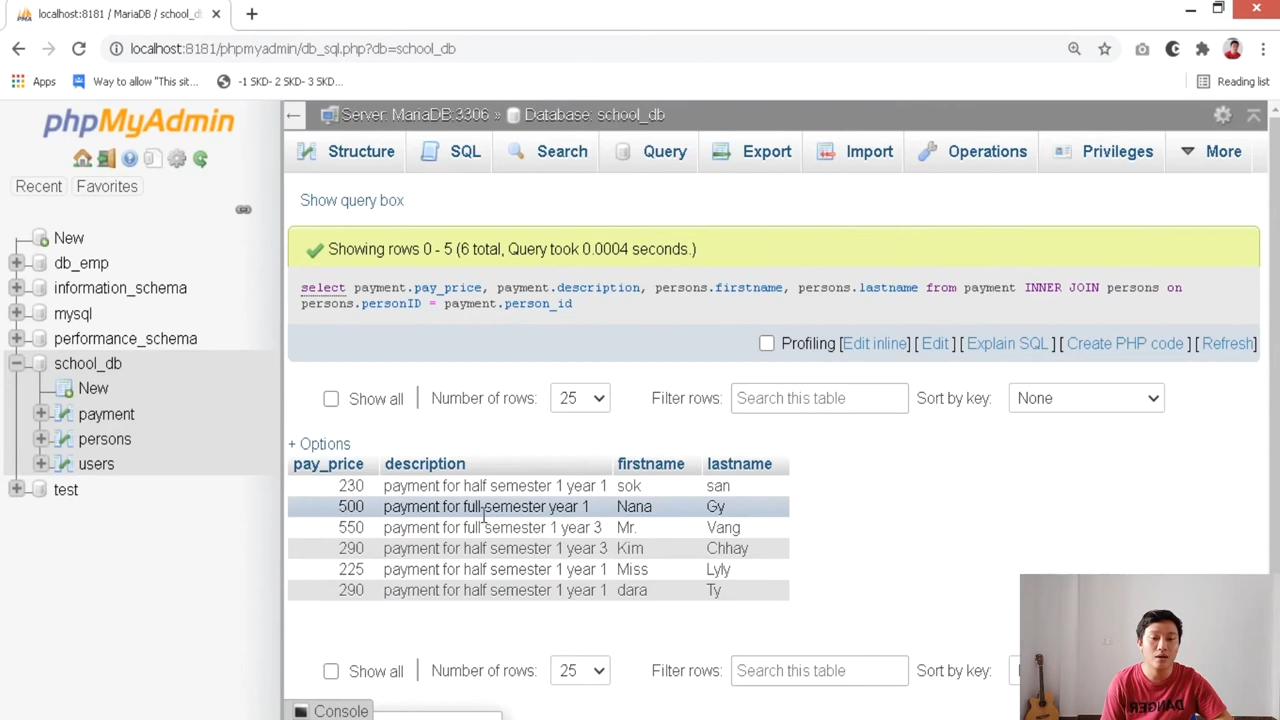 localhost:8181 / MariaDB / school_d
localhost:8181/phpmyadmin/db_sql.php?db=school_db
Apps Way to allow "This sit... -1 SKD- 2 SKD- 3 SKD... Reading list
phpMyAdmin
Recent Favorites
New
db_emp
information_schema
mysql
performance_schema
school_db
New
payment
persons
users
test
Server: MariaDB:3306 » Database: school_db
Structure SQL Search Query Export Import Operations Privileges More
Show query box
Showing rows 0 - 5 (6 total, Query took 0.0004 seconds.)
select payment.pay_price, payment.description, persons.firstname, persons.lastname from payment INNER JOIN persons on
persons.personID = payment.person_id
Profiling [Edit inline] [ Edit ] [ Explain SQL ] [ Create PHP code ] [ Refresh]
Show all Number of rows: 25 Filter rows: Search this table Sort by key: None
+ Options
pay_price description firstname lastname
230 payment for half semester 1 year 1 sok san
500 payment for full semester year 1 Nana Gy
550 payment for full semester 1 year 3 Mr. Vang
290 payment for half semester 1 year 3 Kim Chhay
225 payment for half semester 1 year 1 Miss Lyly
290 payment for half semester 1 year 1 dara Ty
Show all Number of rows: 25 Filter rows: Search this table Sort by key:
Console
DANGER